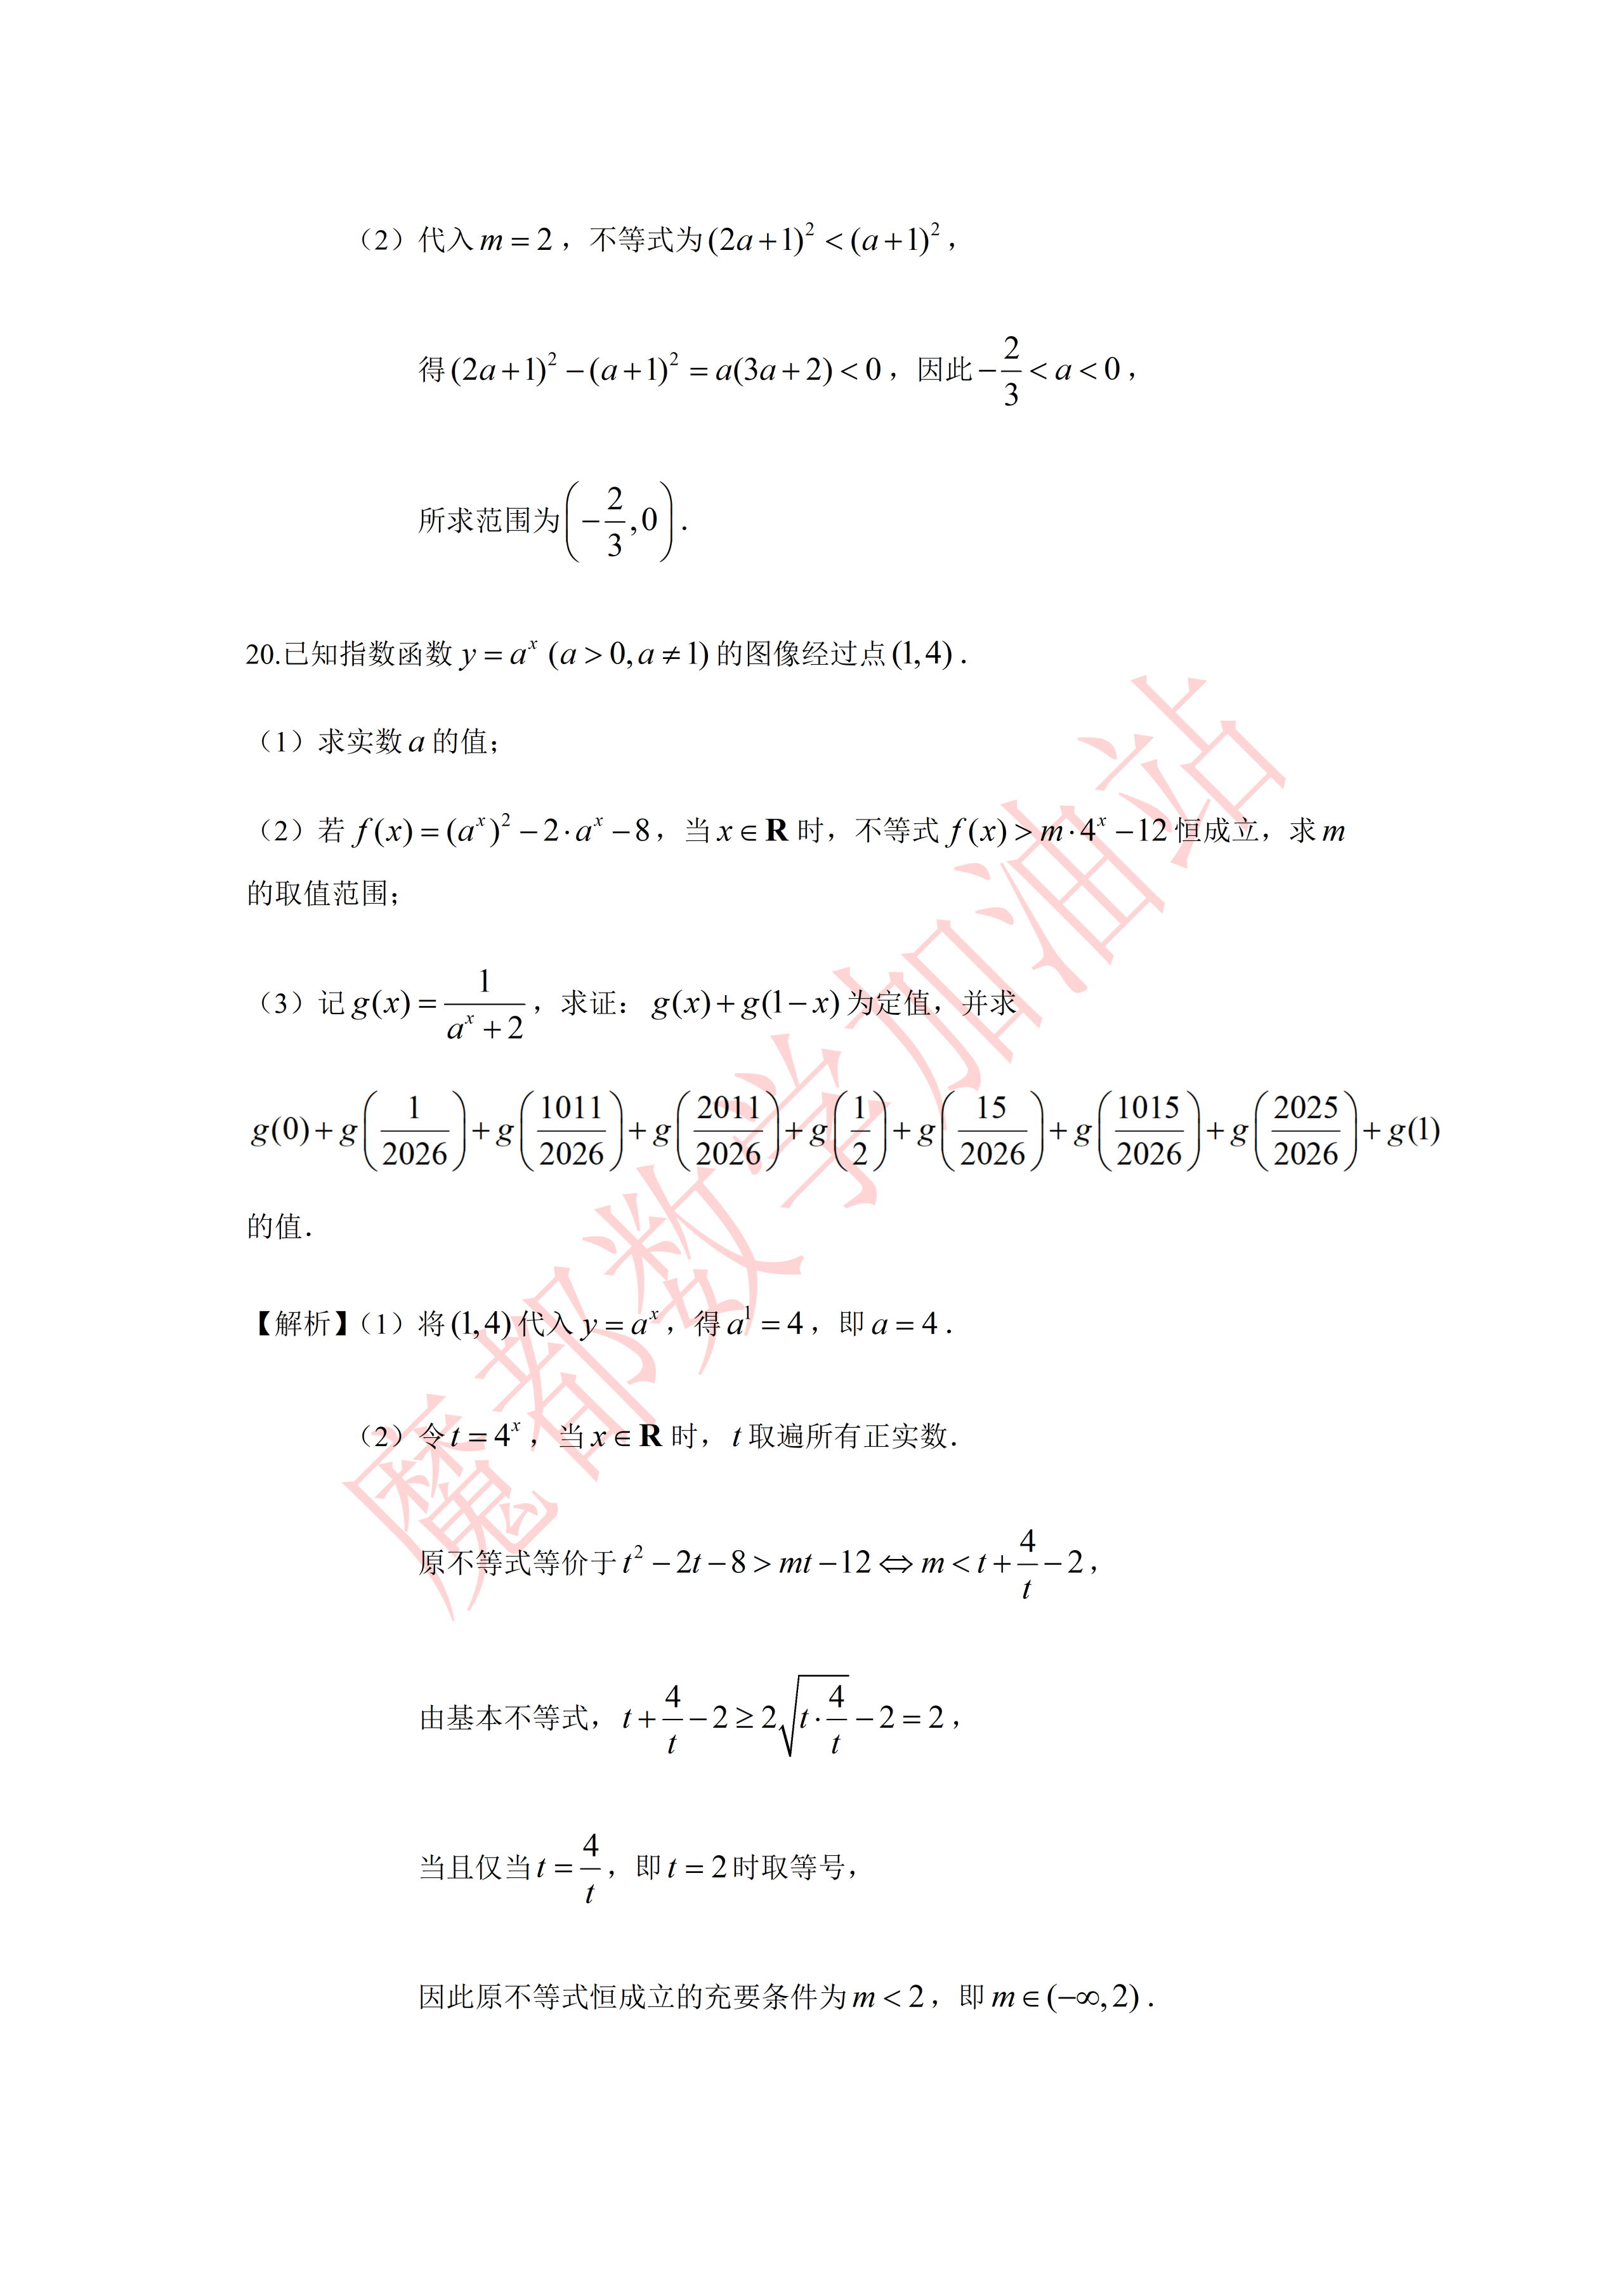 （2）代入 m = 2，不等式为 (2a+1)² < (a+1)²，
得 (2a+1)² − (a+1)² = a(3a+2) < 0，因此 −2/3 < a < 0，
所求范围为 (−2/3, 0)．
20.已知指数函数 y = aˣ (a > 0, a ≠ 1) 的图像经过点 (1, 4)．
（1）求实数 a 的值；
（2）若 f(x) = (aˣ)² − 2·aˣ − 8，当 x ∈ R 时，不等式 f(x) > m·4ˣ − 12 恒成立，求 m
的取值范围；
（3）记 g(x) = 1/(aˣ + 2)，求证：g(x) + g(1 − x) 为定值，并求
g(0) + g(1/2026) + g(1011/2026) + g(2011/2026) + g(1/2) + g(15/2026) + g(1015/2026) + g(2025/2026) + g(1)
的值．
【解析】（1）将 (1, 4) 代入 y = aˣ，得 a¹ = 4，即 a = 4．
（2）令 t = 4ˣ，当 x ∈ R 时，t 取遍所有正实数．
原不等式等价于 t² − 2t − 8 > mt − 12 ⇔ m < t + 4/t − 2，
由基本不等式，t + 4/t − 2 ≥ 2√(t·4/t) − 2 = 2，
当且仅当 t = 4/t，即 t = 2 时取等号，
因此原不等式恒成立的充要条件为 m < 2，即 m ∈ (−∞, 2)．
魔都数学加油站